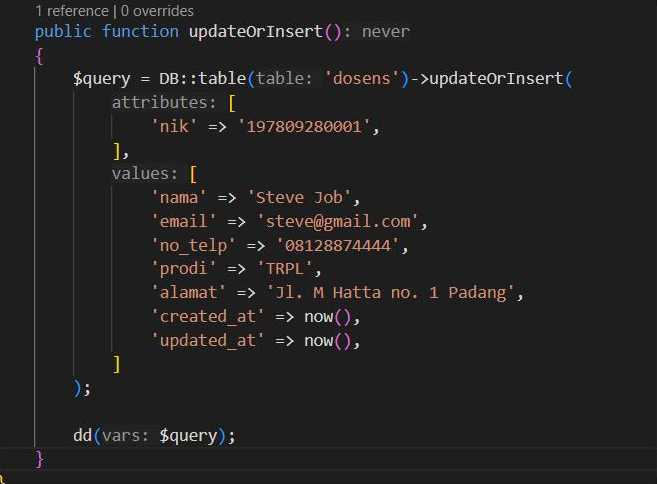 1 reference | 0 overrides
public function updateOrInsert(): never
{
$query = DB::table(table: 'dosens')->updateOrInsert(
attributes: [
'nik' => '197809280001',
],
values: [
'nama' => 'Steve Job',
'email' => 'steve@gmail.com',
'no_telp' => '08128874444',
'prodi' => 'TRPL',
'alamat' => 'Jl. M Hatta no. 1 Padang',
'created_at' => now(),
'updated_at' => now(),
]
);
dd(vars: $query);
}
}